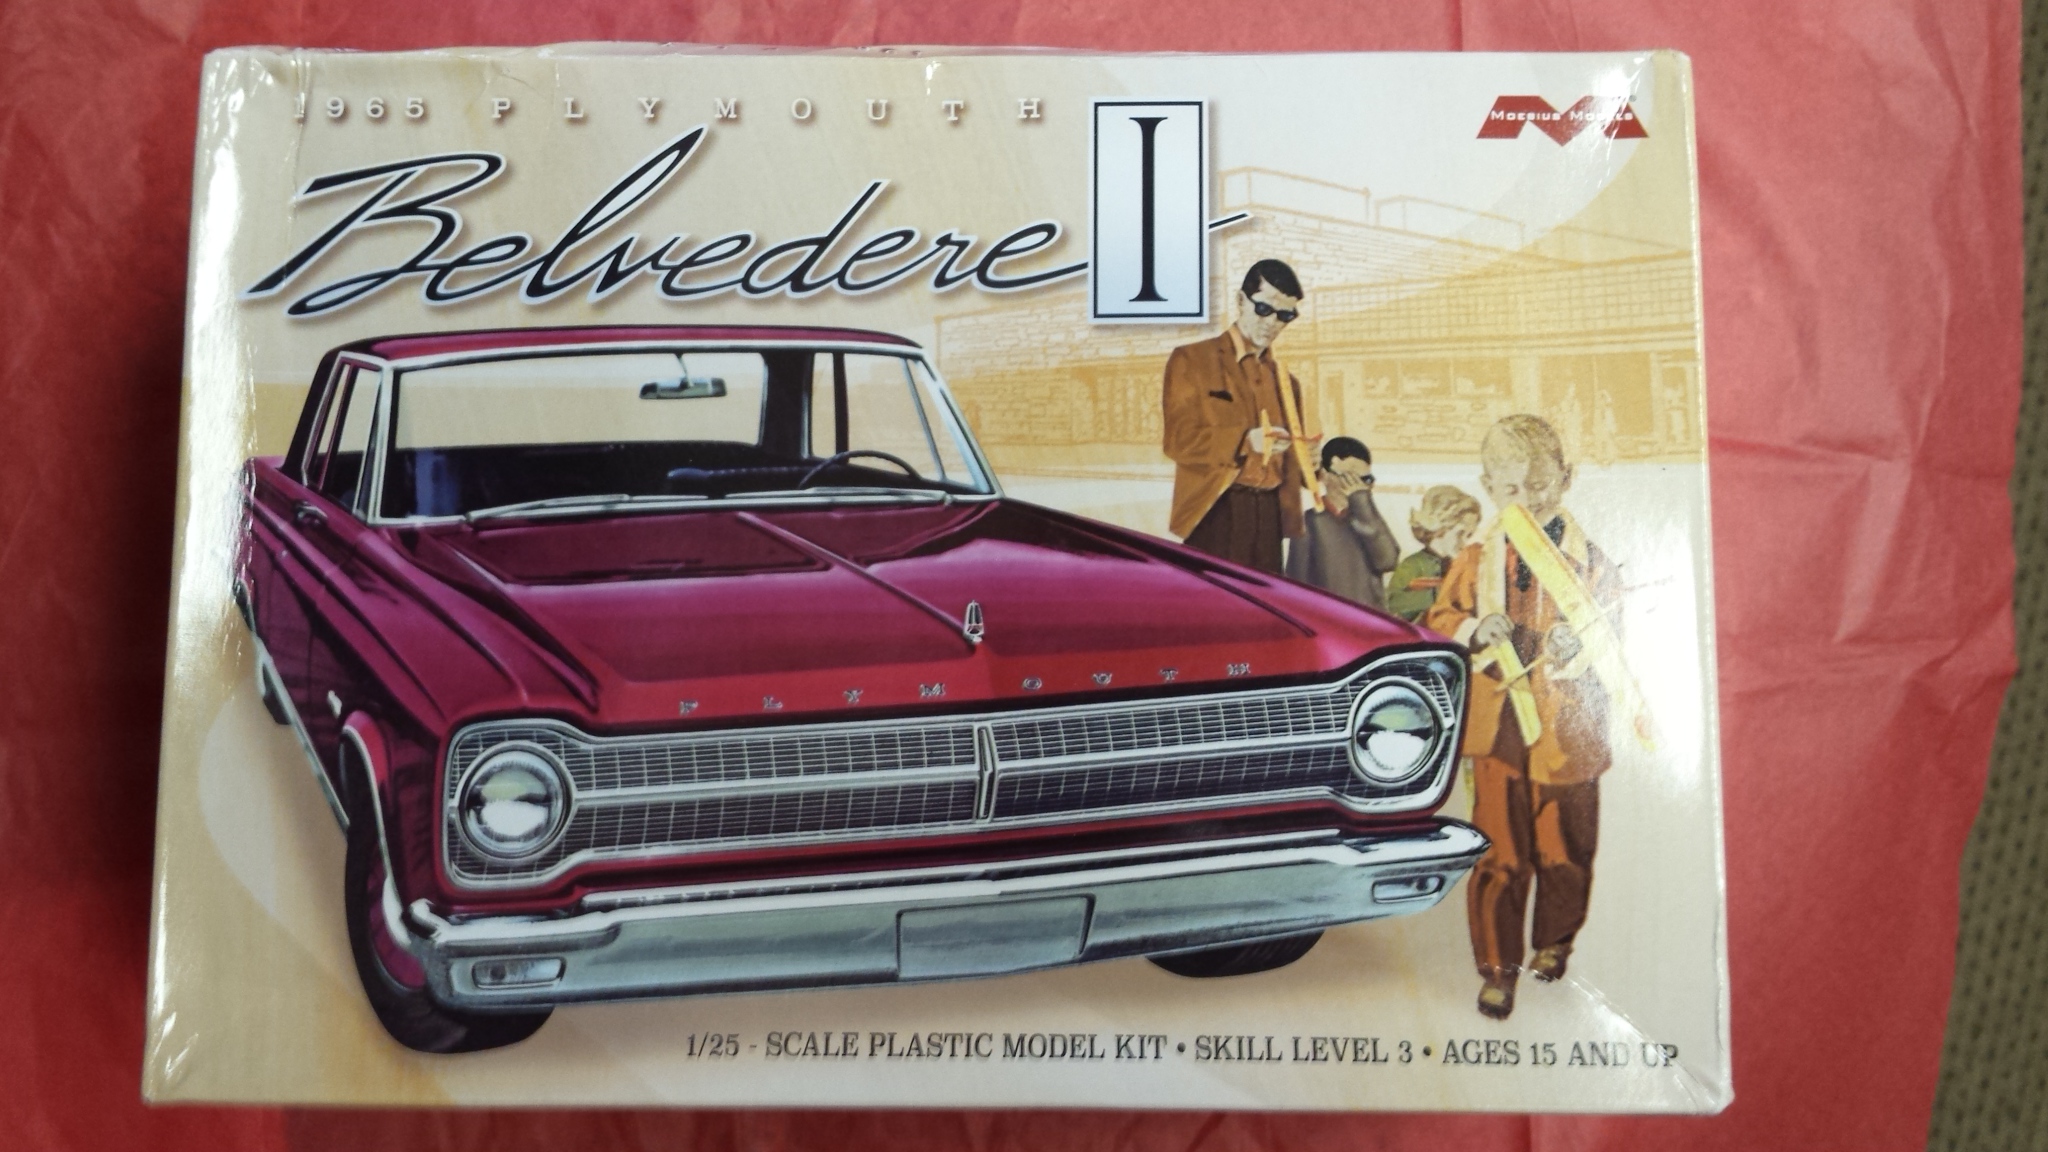 1965 PLYMOUTH
Belvedere I
MOEBIUS MODELS
PLYMOUTH
1/25 - SCALE PLASTIC MODEL KIT • SKILL LEVEL 3 • AGES 15 AND UP